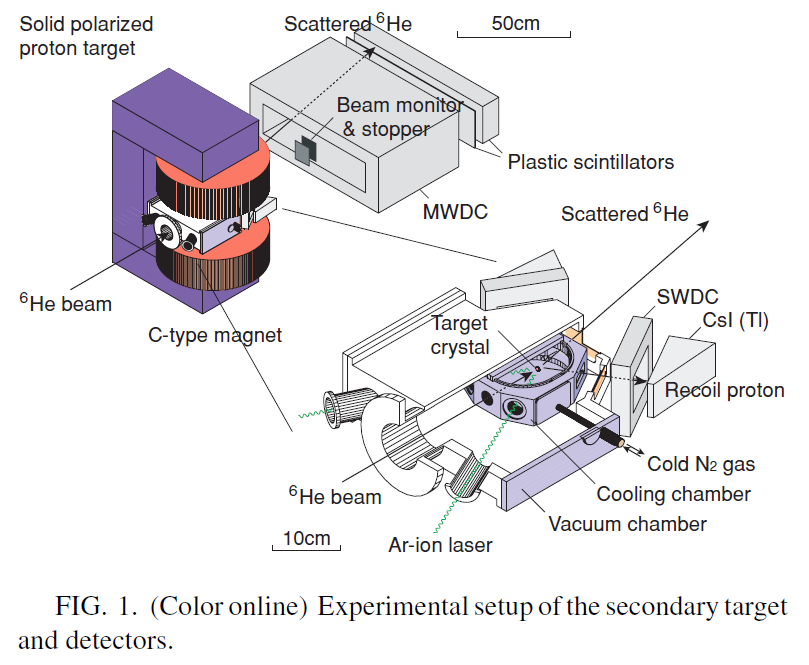 Solid polarized
proton target
Scattered ⁶He
50cm
Beam monitor
& stopper
Plastic scintillators
MWDC
Scattered ⁶He
⁶He beam
C-type magnet
SWDC
CsI (Tl)
Target
crystal
Recoil proton
Cold N₂ gas
⁶He beam
Cooling chamber
Vacuum chamber
10cm
Ar-ion laser
FIG. 1. (Color online) Experimental setup of the secondary target
and detectors.